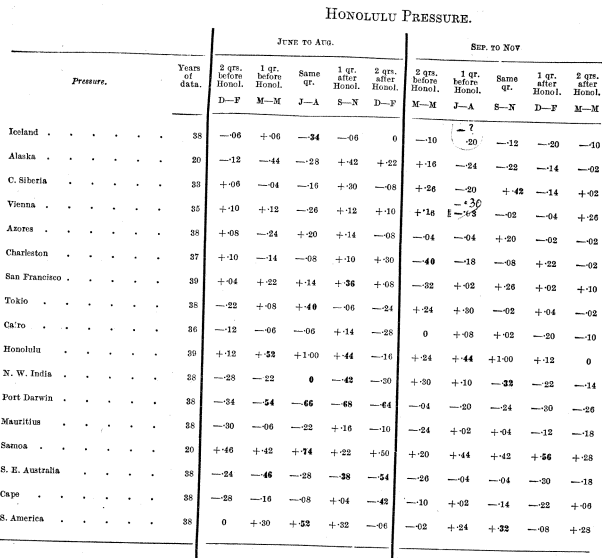 HONOLULU PRESSURE.
JUNE TO AUG. SEP. TO NOV
Pressure. Years of data. 2 qrs. before Honol. 1 qr. before Honol. Same qr. 1 qr. after Honol. 2 qrs. after Honol. 2 qrs. before Honol. 1 qr. before Honol. Same qr. 1 qr. after Honol. 2 qrs. after Honol.
D—F M—M J—A S—N D—F M—M J—A S—N D—F M—M
Iceland . . . . . . 38 —·06 +·06 —·34 —·06 0 —·10 —? ·20 —·12 —·20 —·10
Alaska . . . . . . 20 —·12 —·44 —·28 +·42 +·22 +·16 —·24 —·22 —·14 —·02
C. Siberia . . . . . 33 +·06 —·04 —·16 +·30 —·08 +·26 —·20 +·42 —·14 +·02
Vienna . . . . . . 35 +·10 +·12 —·26 +·12 +·10 +·16 —·30 —·02 —·04 +·26
Azores . . . . . . 38 +·08 —·24 +·20 +·14 —·08 —·04 —·04 +·20 —·02 —·02
Charleston . . . . . 37 +·10 —·14 —·08 +·10 +·30 —·40 —·18 —·08 +·22 —·02
San Francisco . . . . . 39 +·04 +·22 +·14 +·36 +·08 —·32 +·02 +·26 +·02 +·10
Tokio . . . . . . 38 —·22 +·08 +·40 —·06 —·24 +·24 +·30 —·02 +·04 —·02
Cairo . . . . . . 36 —·12 —·06 —·06 +·14 —·28 0 +·08 +·02 —·20 —·10
Honolulu . . . . . 39 +·12 +·52 +1·00 +·44 —·16 +·24 +·44 +1·00 +·12 0
N. W. India . . . . . 38 —·28 —·22 0 —·42 —·30 +·30 +·10 —·32 —·22 —·14
Port Darwin . . . . . 38 —·34 —·54 —·66 —·68 —·64 —·04 —·20 —·24 —·30 —·26
Mauritius . . . . . 38 —·30 —·06 —·22 +·16 —·10 —·24 +·02 +·04 —·12 —·18
Samoa . . . . . . 20 +·46 +·42 +·74 +·22 +·50 +·20 +·44 +·42 +·56 +·28
S. E. Australia . . . . 38 —·24 —·46 —·28 —·38 —·54 —·26 —·04 —·04 —·30 —·18
Cape . . . . . . 38 —·28 —·16 —·08 +·04 —·42 —·10 +·02 —·14 —·22 +·06
S. America . . . . . 38 0 +·30 +·52 +·32 —·06 —·02 +·24 +·32 —·08 +·28